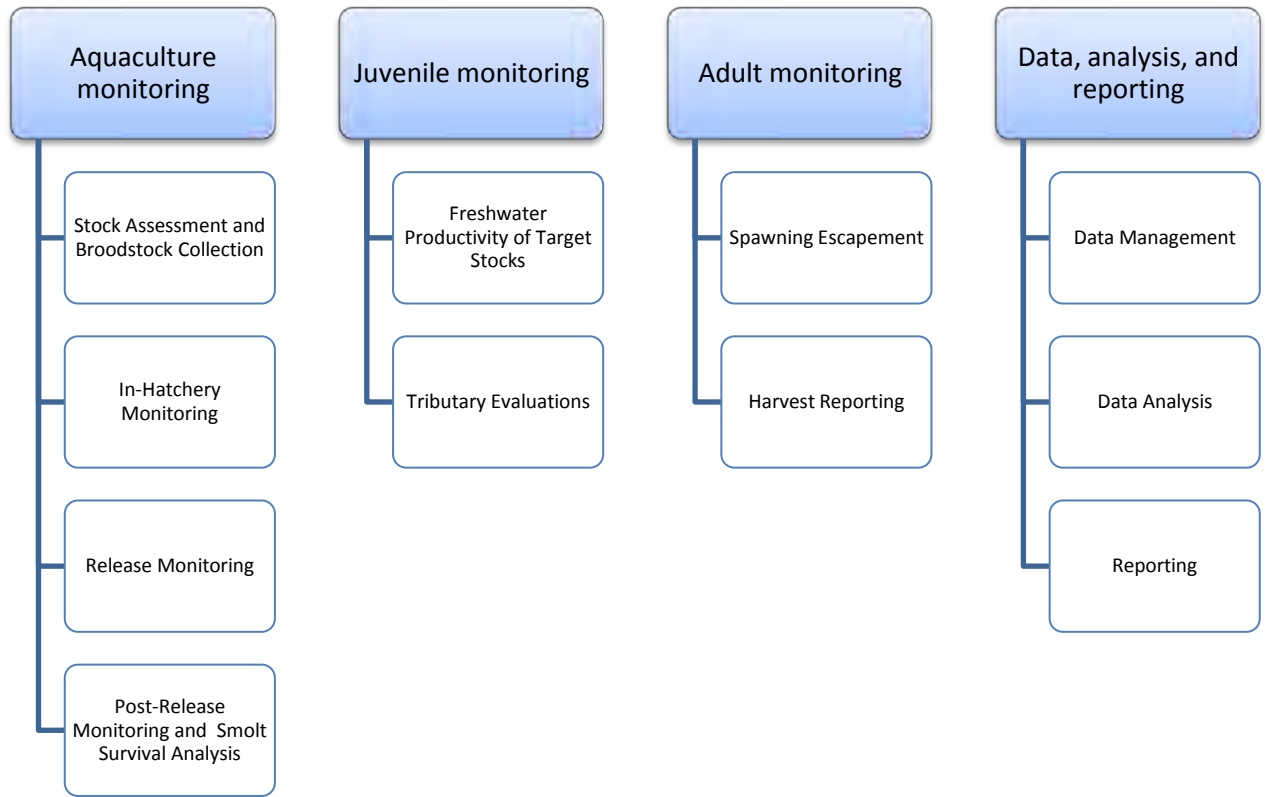 Aquaculture
monitoring
Stock Assessment and
Broodstock Collection
In-Hatchery
Monitoring
Release Monitoring
Post-Release
Monitoring and  Smolt
Survival Analysis
Juvenile monitoring
Freshwater
Productivity of Target
Stocks
Tributary Evaluations
Adult monitoring
Spawning Escapement
Harvest Reporting
Data, analysis, and
reporting
Data Management
Data Analysis
Reporting